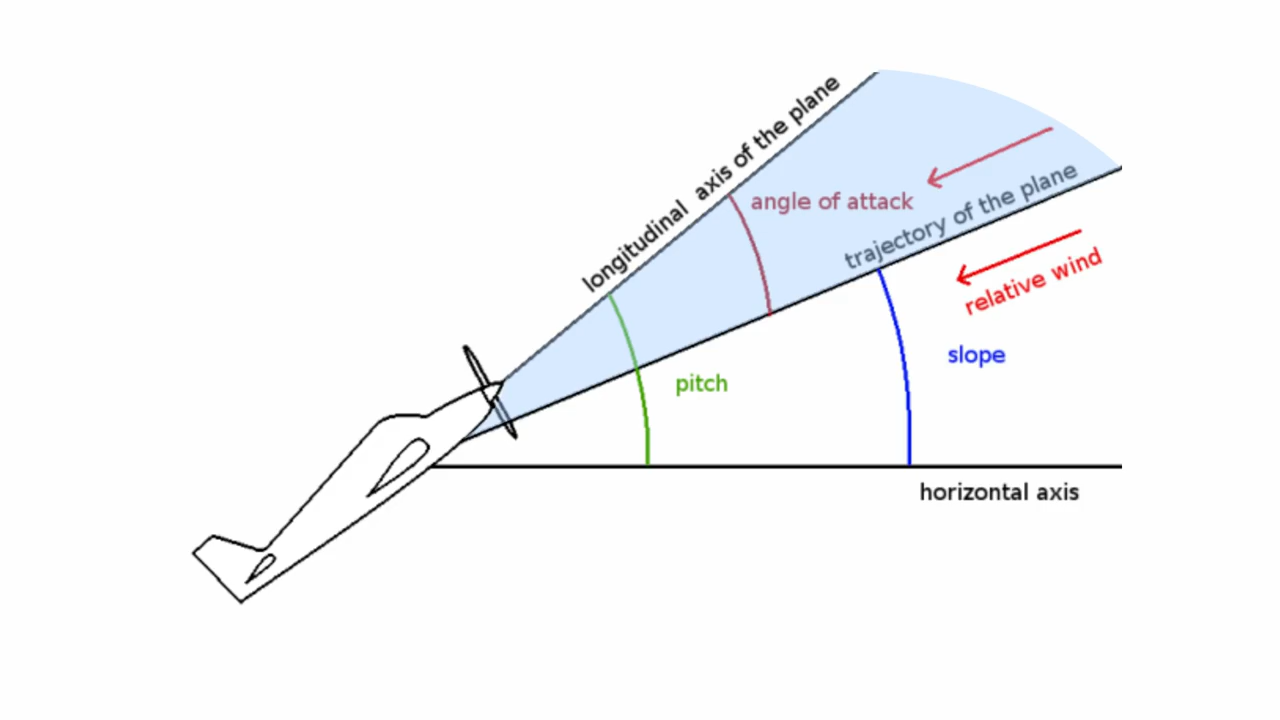 longitudinal axis of the plane
angle of attack
trajectory of the plane
relative wind
slope
pitch
horizontal axis